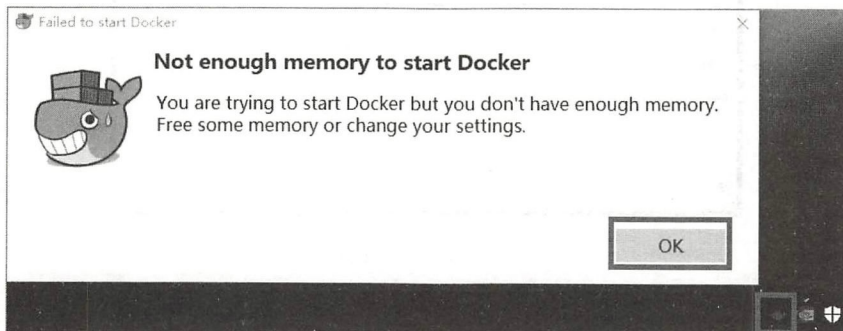 Failed to start Docker
Not enough memory to start Docker
You are trying to start Docker but you don't have enough memory.
Free some memory or change your settings.
OK